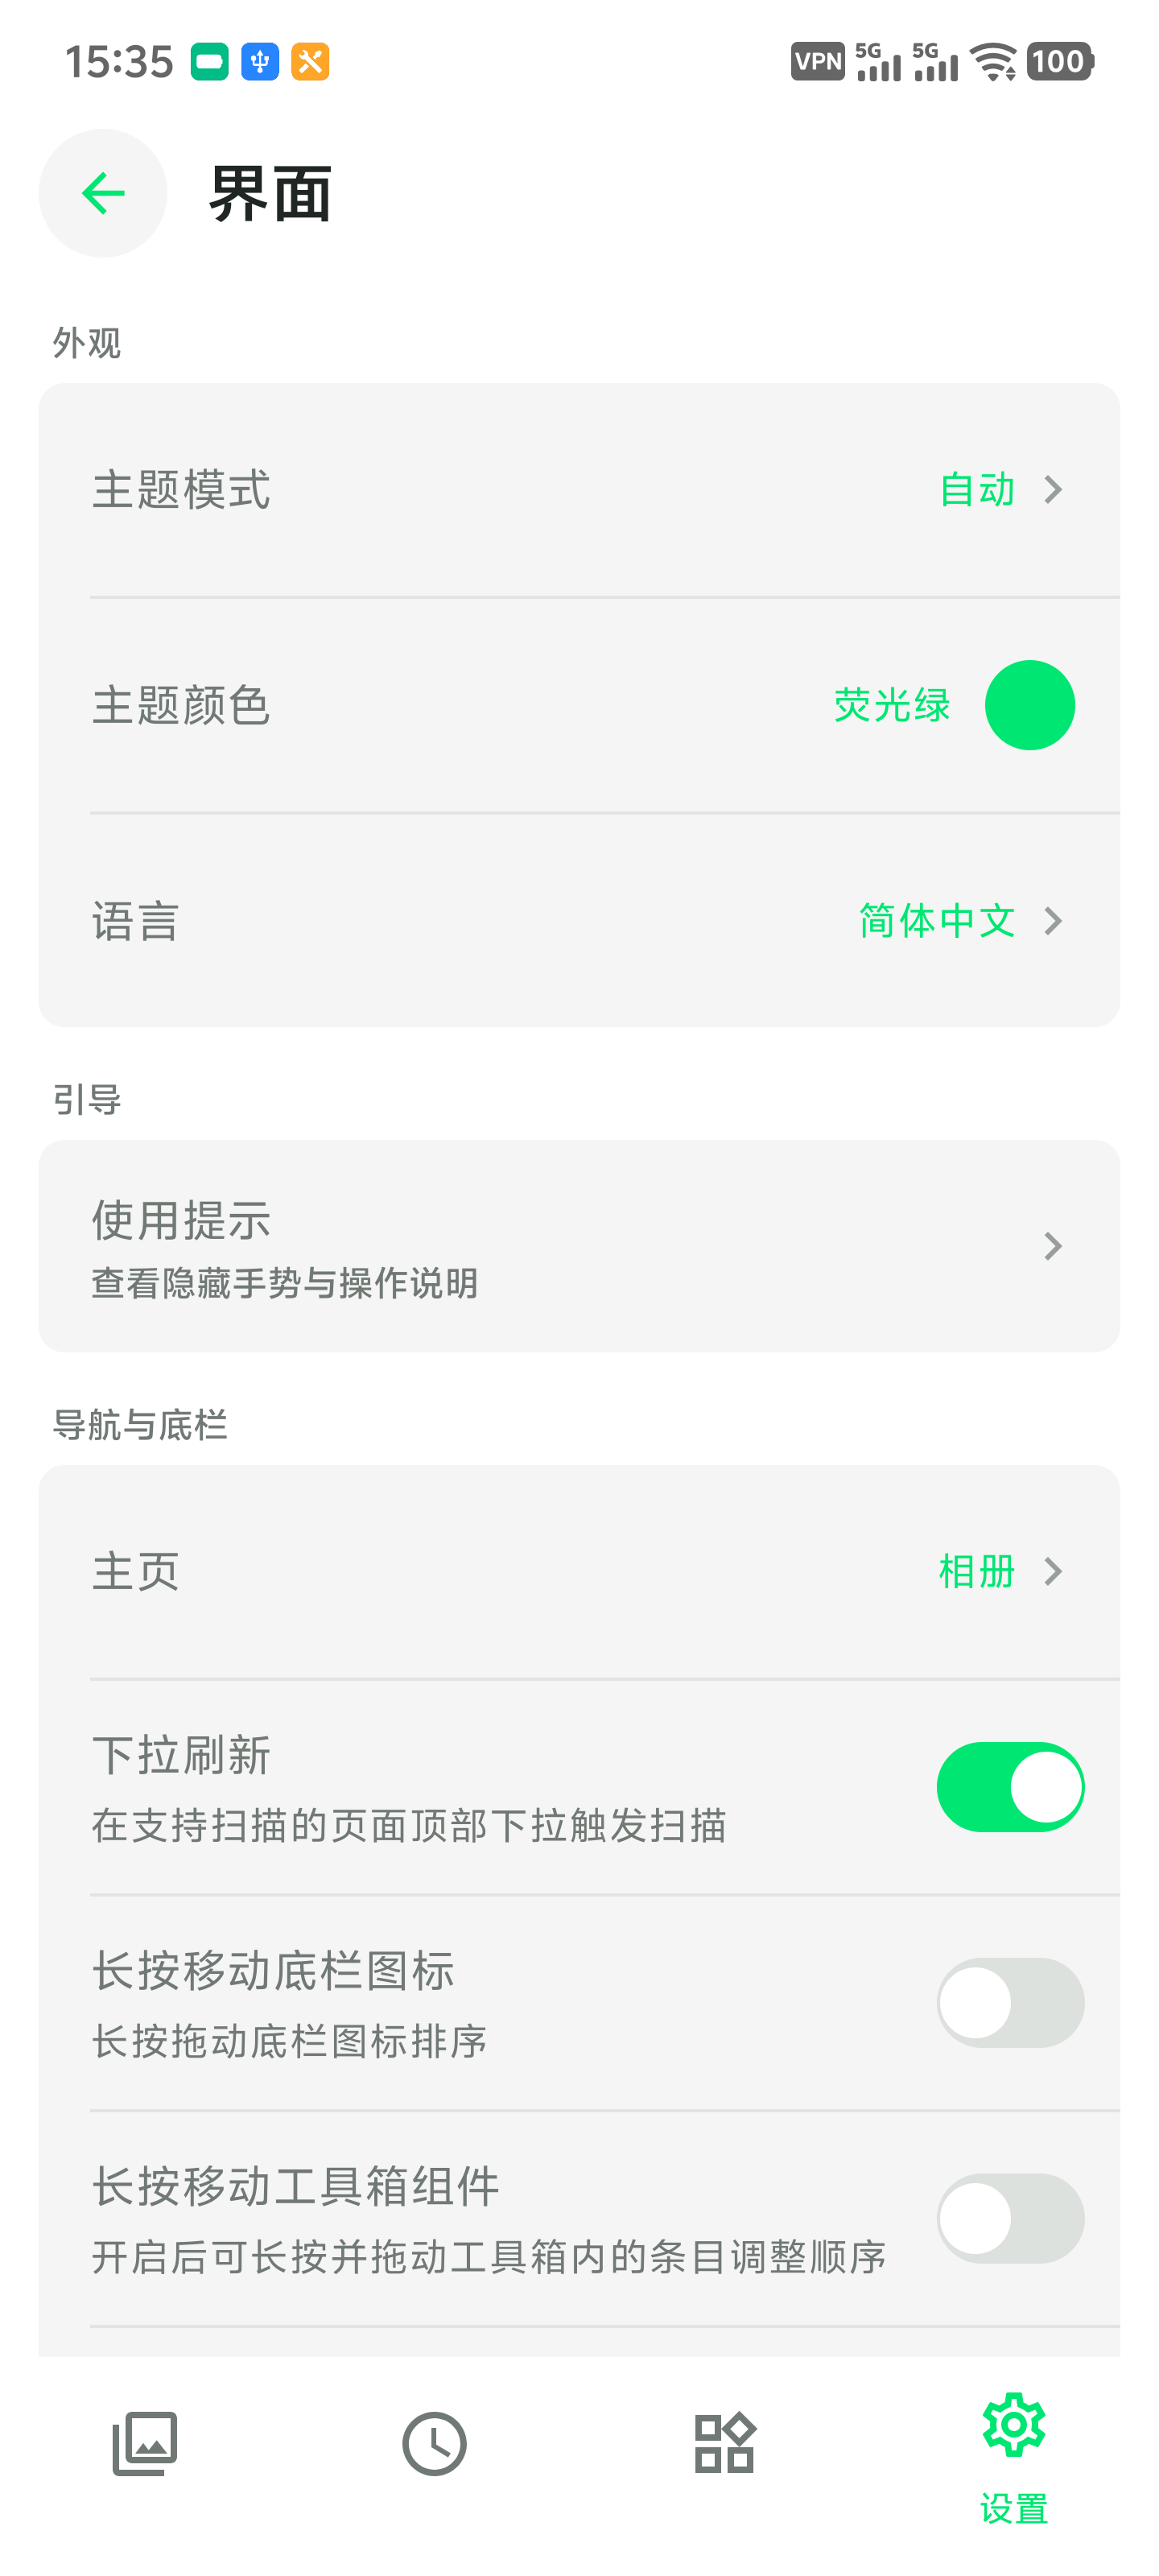 15:35
VPN 5G 5G 100
界面
外观
主题模式 自动
主题颜色 荧光绿
语言 简体中文
引导
使用提示
查看隐藏手势与操作说明
导航与底栏
主页 相册
下拉刷新
在支持扫描的页面顶部下拉触发扫描
长按移动底栏图标
长按拖动底栏图标排序
长按移动工具箱组件
开启后可长按并拖动工具箱内的条目调整顺序
设置